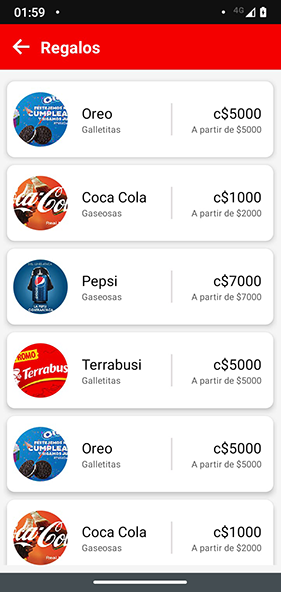 01:59
4G
Regalos
Oreo
Galletitas
c$5000
A partir de $5000
Coca Cola
Gaseosas
c$1000
A partir de $2000
Pepsi
Gaseosas
c$7000
A partir de $7000
PROMO
Terrabusi
Terrabusi
Galletitas
c$5000
A partir de $5000
Oreo
Galletitas
c$5000
A partir de $5000
Coca Cola
Gaseosas
c$1000
A partir de $2000